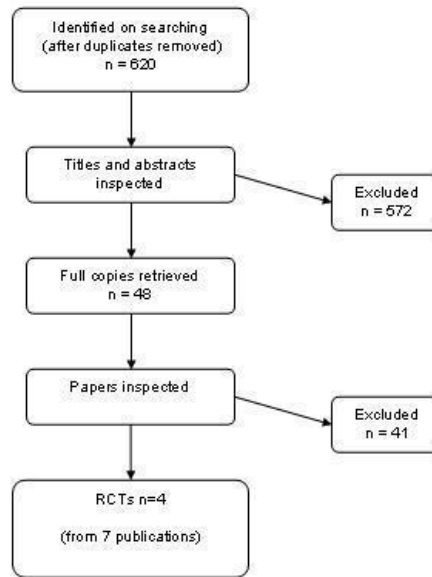 Identified on searching
(after duplicates removed)
n = 620
Titles and abstracts
inspected
Excluded
n = 572
Full copies retrieved
n = 48
Papers inspected
Excluded
n = 41
RCTs n=4
(from 7 publications)